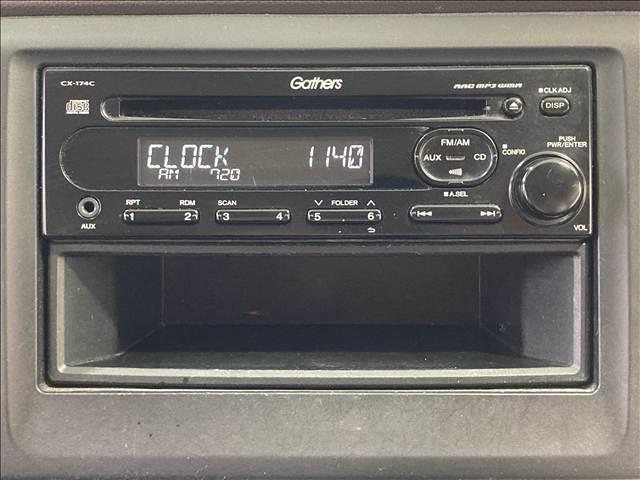 CX-174C
Gathers
AAC MP3 WMA
CLK ADJ
DISP
disc
CLOCK 1140
AM 720
FM/AM
AUX CD
CONFIG
PUSH
PWR/ENTER
A.SEL
AUX
RPT RDM SCAN FOLDER
1 2 3 4 5 6
VOL